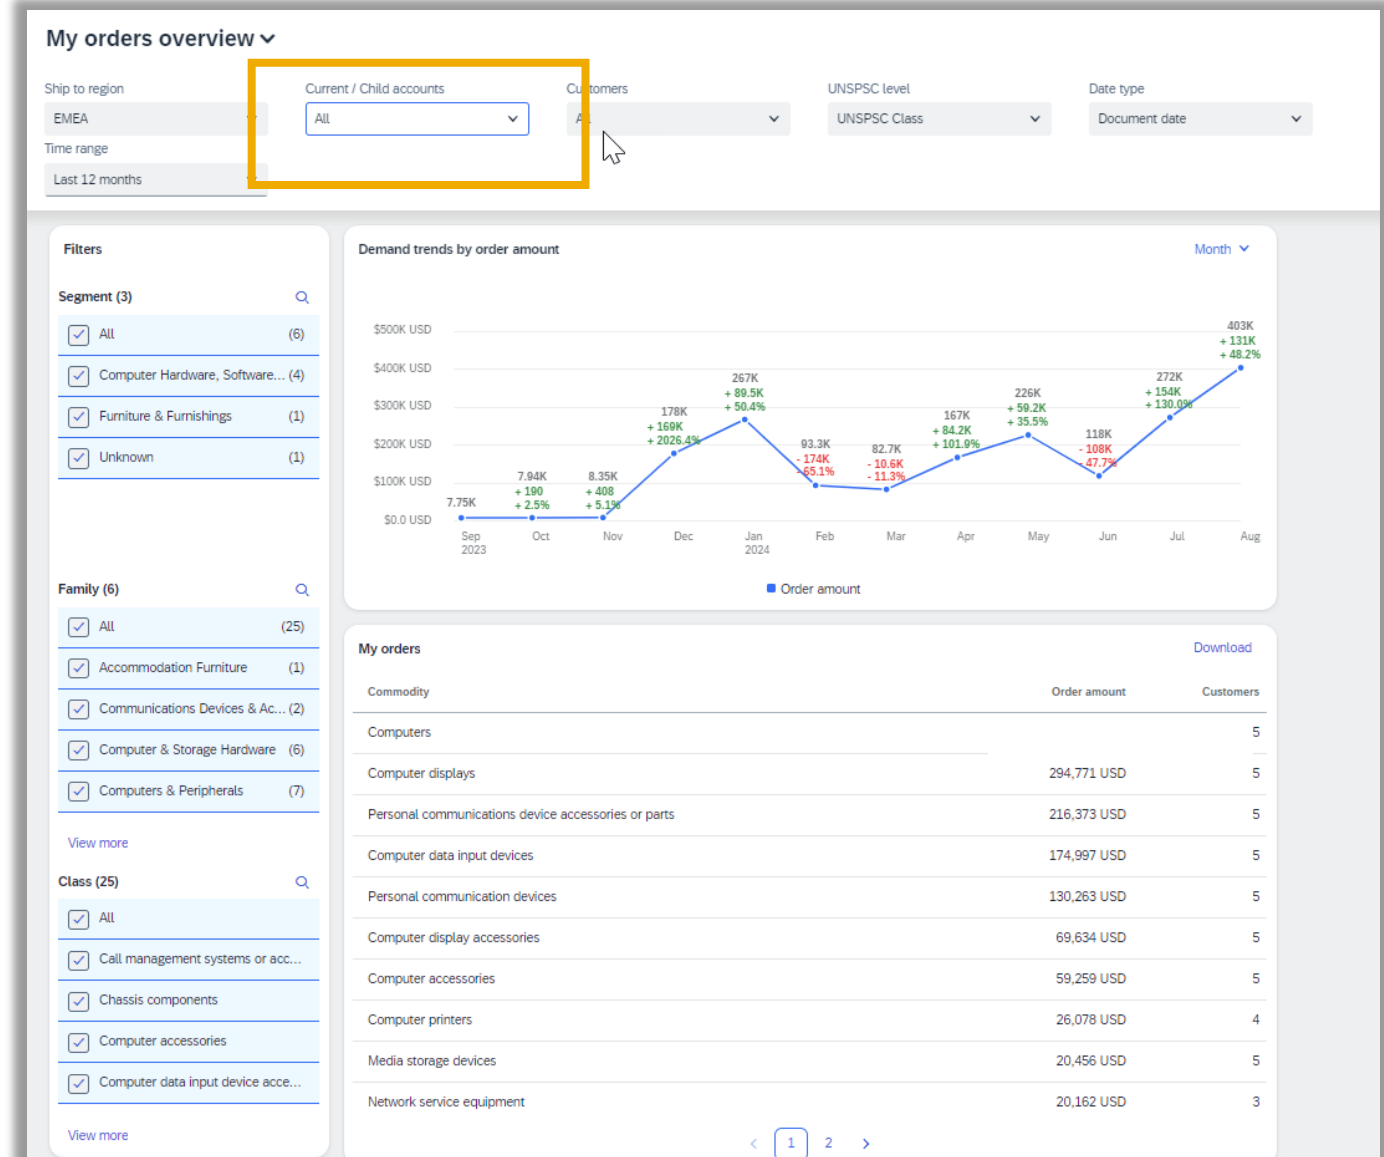 My orders overview
Ship to region
EMEA
Current / Child accounts
All
Customers
UNSPSC level
UNSPSC Class
Date type
Document date
Time range
Last 12 months
Filters
Segment (3)
All (6)
Computer Hardware, Software... (4)
Furniture & Furnishings (1)
Unknown (1)
Family (6)
All (25)
Accommodation Furniture (1)
Communications Devices & Ac... (2)
Computer & Storage Hardware (6)
Computers & Peripherals (7)
View more
Class (25)
All
Call management systems or acc...
Chassis components
Computer accessories
Computer data input device acce...
View more
Demand trends by order amount
Month
$500K USD
$400K USD
$300K USD
$200K USD
$100K USD
$0.0 USD
7.75K
7.94K
+ 190
+ 2.5%
8.35K
+ 408
+ 5.1%
178K
+ 169K
+ 2026.4%
267K
+ 89.5K
+ 50.4%
93.3K
- 174K
- 65.1%
82.7K
- 10.6K
- 11.3%
167K
+ 84.2K
+ 101.9%
226K
+ 59.2K
+ 35.5%
118K
- 108K
- 47.7%
272K
+ 154K
+ 130.0%
403K
+ 131K
+ 48.2%
Sep Oct Nov Dec Jan Feb Mar Apr May Jun Jul Aug
2023 2024
Order amount
My orders
Download
Commodity Order amount Customers
Computers 5
Computer displays 294,771 USD 5
Personal communications device accessories or parts 216,373 USD 5
Computer data input devices 174,997 USD 5
Personal communication devices 130,263 USD 5
Computer display accessories 69,634 USD 5
Computer accessories 59,259 USD 5
Computer printers 26,078 USD 4
Media storage devices 20,456 USD 5
Network service equipment 20,162 USD 3
1 2